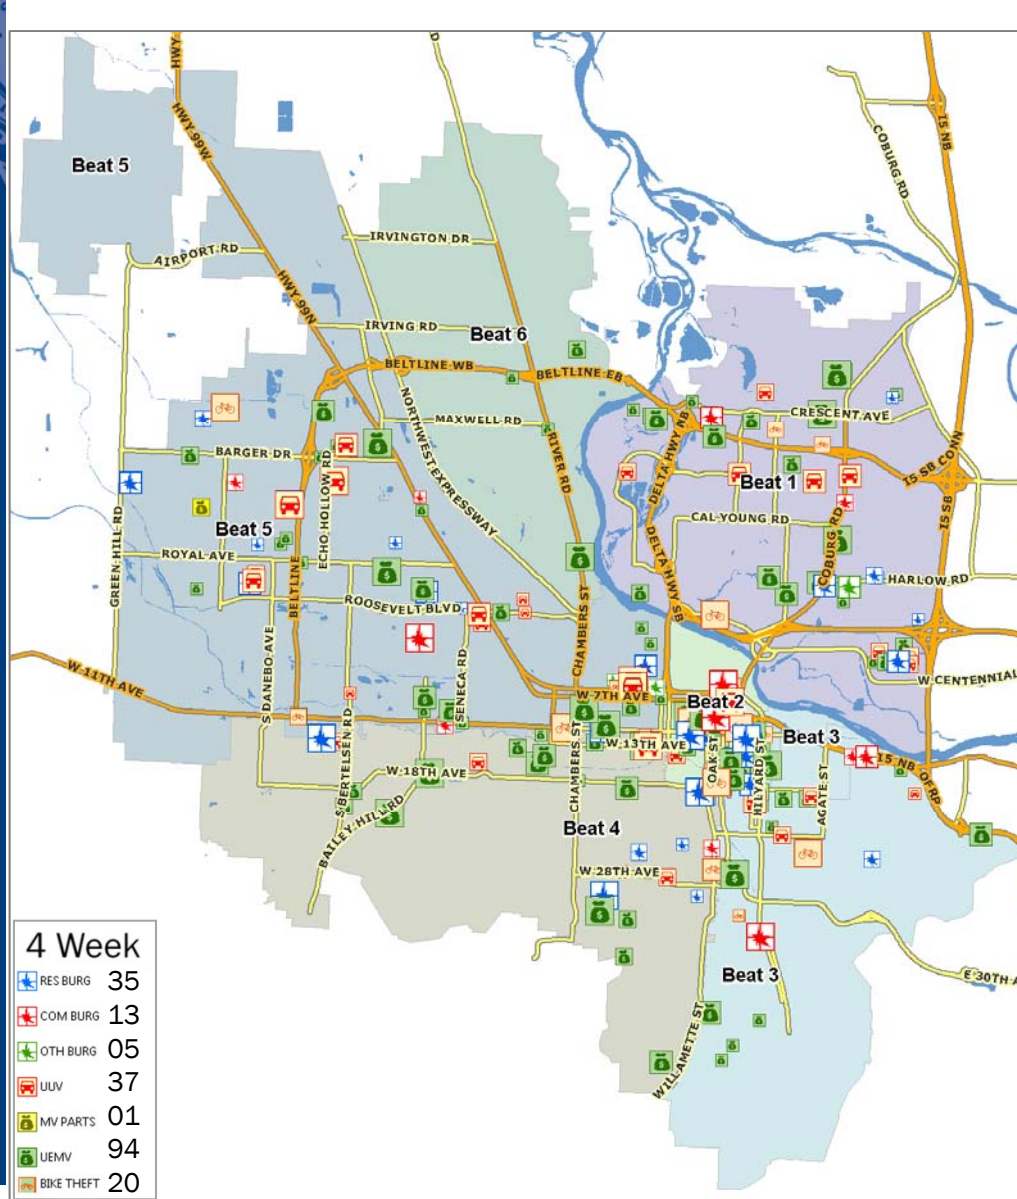 HWY
D
HWY 99W
I5 NB
COBURG RD
Beat 5
IRVINGTON DR
AIRPORT RD
HWY 99N
IRVING RD
Beat 6
BELTLINE WB
BELTLINE EB
NORTHWEST EXPRESSWAY
MAXWELL RD
CRESCENT AVE
DELTA HWY NB
RIVER RD
BARGER DR
ECHO HOLLOW RD
I5 SB CONN
Beat 1
GREEN HILL RD
Beat 5
CAL YOUNG RD
I5 SB
COBURG RD
ROYAL AVE
BELTLINE
DELTA HWY SB
HARLOW RD
ROOSEVELT BLVD
CHAMBERS ST
S DANEBO AVE
SENECA RD
W 11TH AVE
W CENTENNIAL
W 7TH AVE
Beat 2
S BERTELSEN RD
W 13TH AVE
OAK ST
HILYARD ST
Beat 3
I5 NB OFRP
CHAMBERS ST
AGATE ST
W 18TH AVE
BAILEY HILL RD
Beat 4
W 28TH AVE
Beat 3
E 30TH A
WILLAMETTE ST
4 Week
RES BURG 35
COM BURG 13
OTH BURG 05
UUV 37
MV PARTS 01
UEMV 94
BIKE THEFT 20